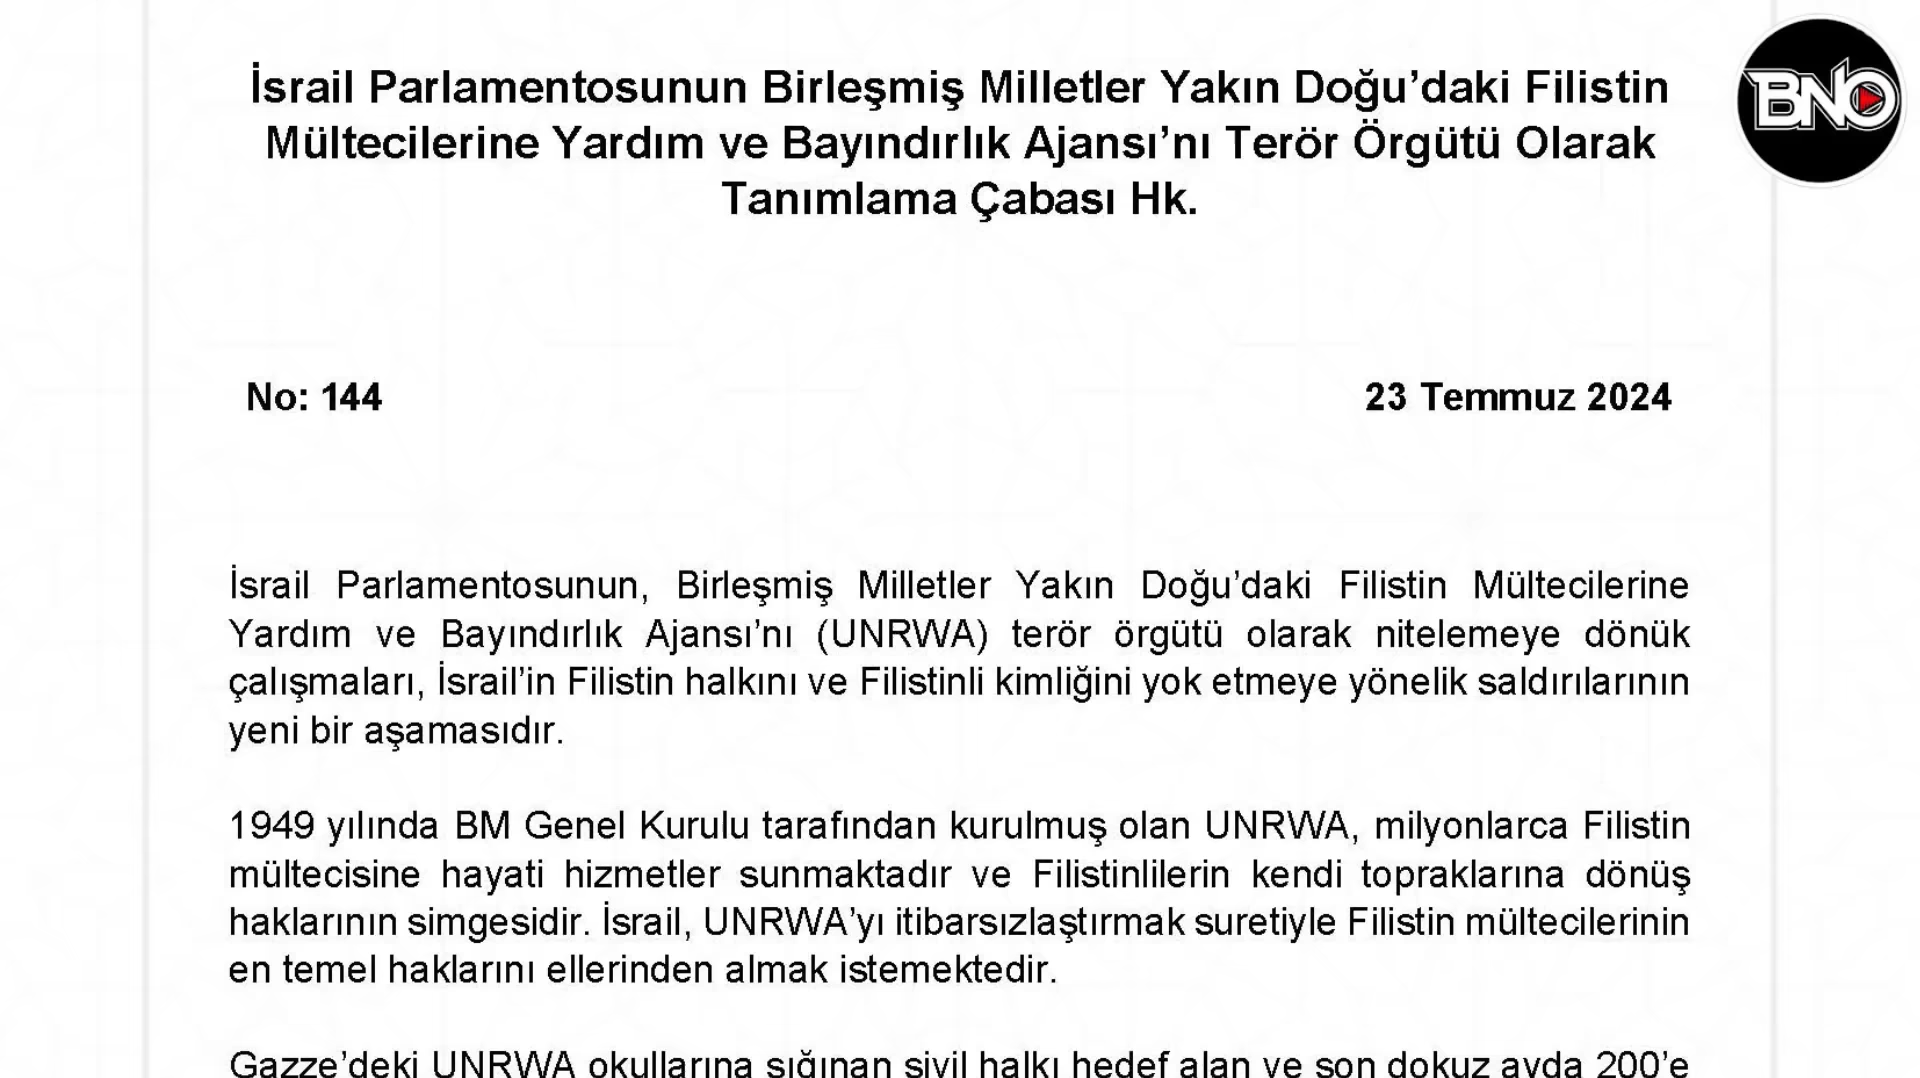 BNO
İsrail Parlamentosunun Birleşmiş Milletler Yakın Doğu’daki Filistin
Mültecilerine Yardım ve Bayındırlık Ajansı’nı Terör Örgütü Olarak
Tanımlama Çabası Hk.
No: 144 23 Temmuz 2024
İsrail Parlamentosunun, Birleşmiş Milletler Yakın Doğu’daki Filistin Mültecilerine
Yardım ve Bayındırlık Ajansı’nı (UNRWA) terör örgütü olarak nitelemeye dönük
çalışmaları, İsrail’in Filistin halkını ve Filistinli kimliğini yok etmeye yönelik saldırılarının
yeni bir aşamasıdır.
1949 yılında BM Genel Kurulu tarafından kurulmuş olan UNRWA, milyonlarca Filistin
mültecisine hayati hizmetler sunmaktadır ve Filistinlilerin kendi topraklarına dönüş
haklarının simgesidir. İsrail, UNRWA’yı itibarsızlaştırmak suretiyle Filistin mültecilerinin
en temel haklarını ellerinden almak istemektedir.
Gazze’deki UNRWA okullarına sığınan sivil halkı hedef alan ve son dokuz ayda 200’e